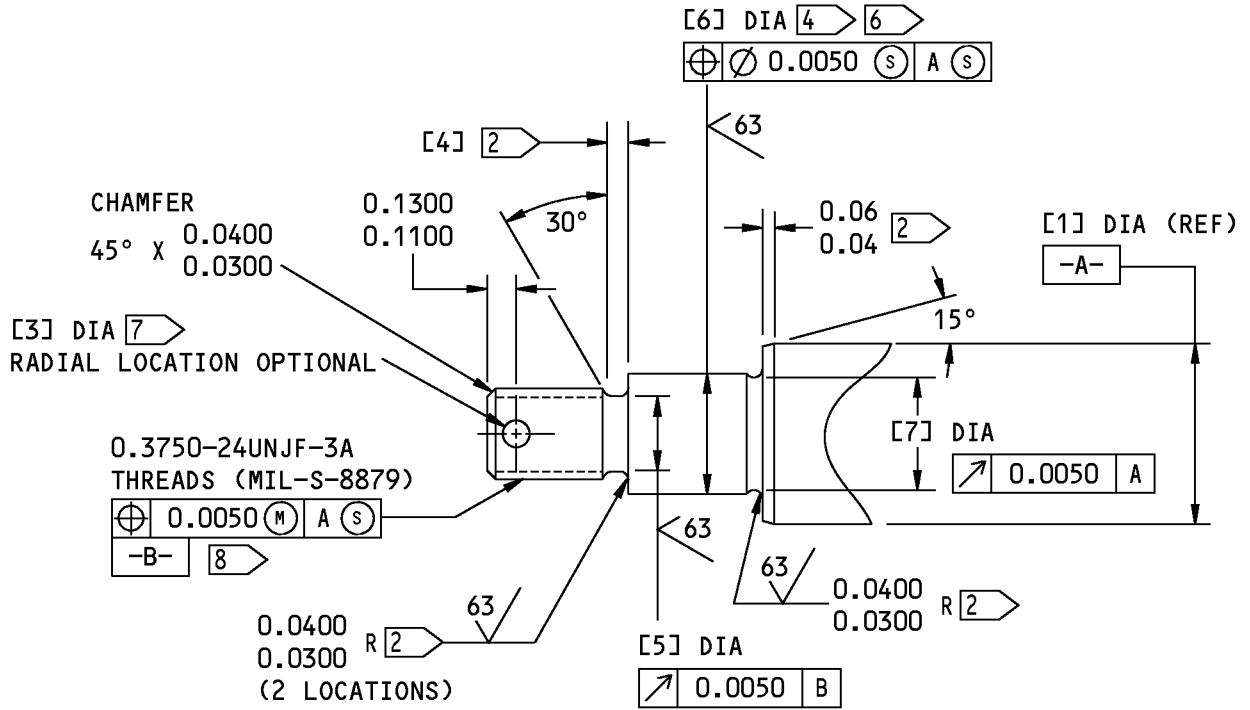 [6] DIA 4 6
⌖ ⌀ 0.0050 Ⓢ A Ⓢ
63
[4] 2
CHAMFER
45° X 0.0400
0.0300
0.1300
0.1100
30°
0.06
0.04 2
[1] DIA (REF)
-A-
15°
[3] DIA 7
RADIAL LOCATION OPTIONAL
0.3750-24UNJF-3A
THREADS (MIL-S-8879)
⌖ 0.0050 Ⓜ A Ⓢ
-B- 8
[7] DIA
↗ 0.0050 A
63
63
0.0400
0.0300 R 2
63
0.0400
0.0300 R 2
(2 LOCATIONS)
[5] DIA
↗ 0.0050 B